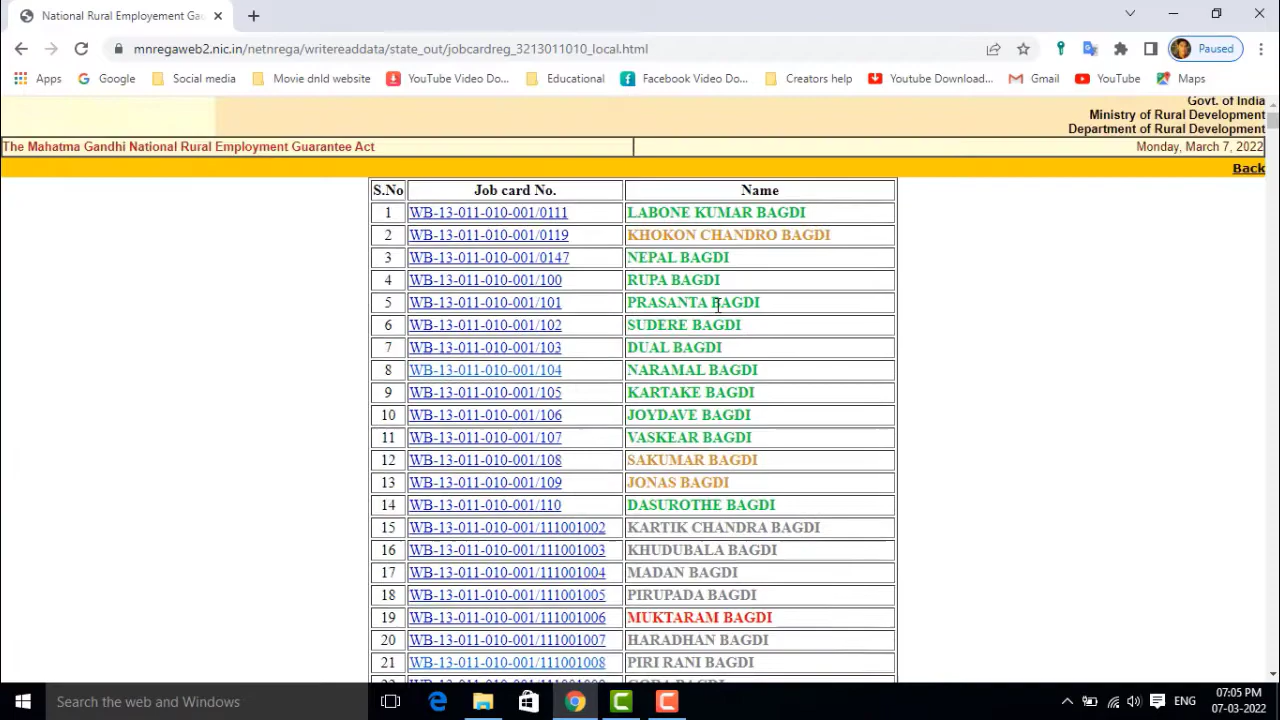 National Rural Employement Gau
mnregaweb2.nic.in/netnrega/writereaddata/state_out/jobcardreg_3213011010_local.html
Paused
Apps
Google
Social media
Movie dnld website
YouTube Video Do...
Educational
Facebook Video Do...
Creators help
Youtube Download...
Gmail
YouTube
Maps
Govt. of India
Ministry of Rural Development
Department of Rural Development
The Mahatma Gandhi National Rural Employment Guarantee Act
Monday, March 7, 2022
Back
S.No Job card No. Name
1 WB-13-011-010-001/0111 LABONE KUMAR BAGDI
2 WB-13-011-010-001/0119 KHOKON CHANDRO BAGDI
3 WB-13-011-010-001/0147 NEPAL BAGDI
4 WB-13-011-010-001/100 RUPA BAGDI
5 WB-13-011-010-001/101 PRASANTA BAGDI
6 WB-13-011-010-001/102 SUDERE BAGDI
7 WB-13-011-010-001/103 DUAL BAGDI
8 WB-13-011-010-001/104 NARAMAL BAGDI
9 WB-13-011-010-001/105 KARTAKE BAGDI
10 WB-13-011-010-001/106 JOYDAVE BAGDI
11 WB-13-011-010-001/107 VASKEAR BAGDI
12 WB-13-011-010-001/108 SAKUMAR BAGDI
13 WB-13-011-010-001/109 JONAS BAGDI
14 WB-13-011-010-001/110 DASUROTHE BAGDI
15 WB-13-011-010-001/111001002 KARTIK CHANDRA BAGDI
16 WB-13-011-010-001/111001003 KHUDUBALA BAGDI
17 WB-13-011-010-001/111001004 MADAN BAGDI
18 WB-13-011-010-001/111001005 PIRUPADA BAGDI
19 WB-13-011-010-001/111001006 MUKTARAM BAGDI
20 WB-13-011-010-001/111001007 HARADHAN BAGDI
21 WB-13-011-010-001/111001008 PIRI RANI BAGDI
Search the web and Windows
ENG
07:05 PM
07-03-2022